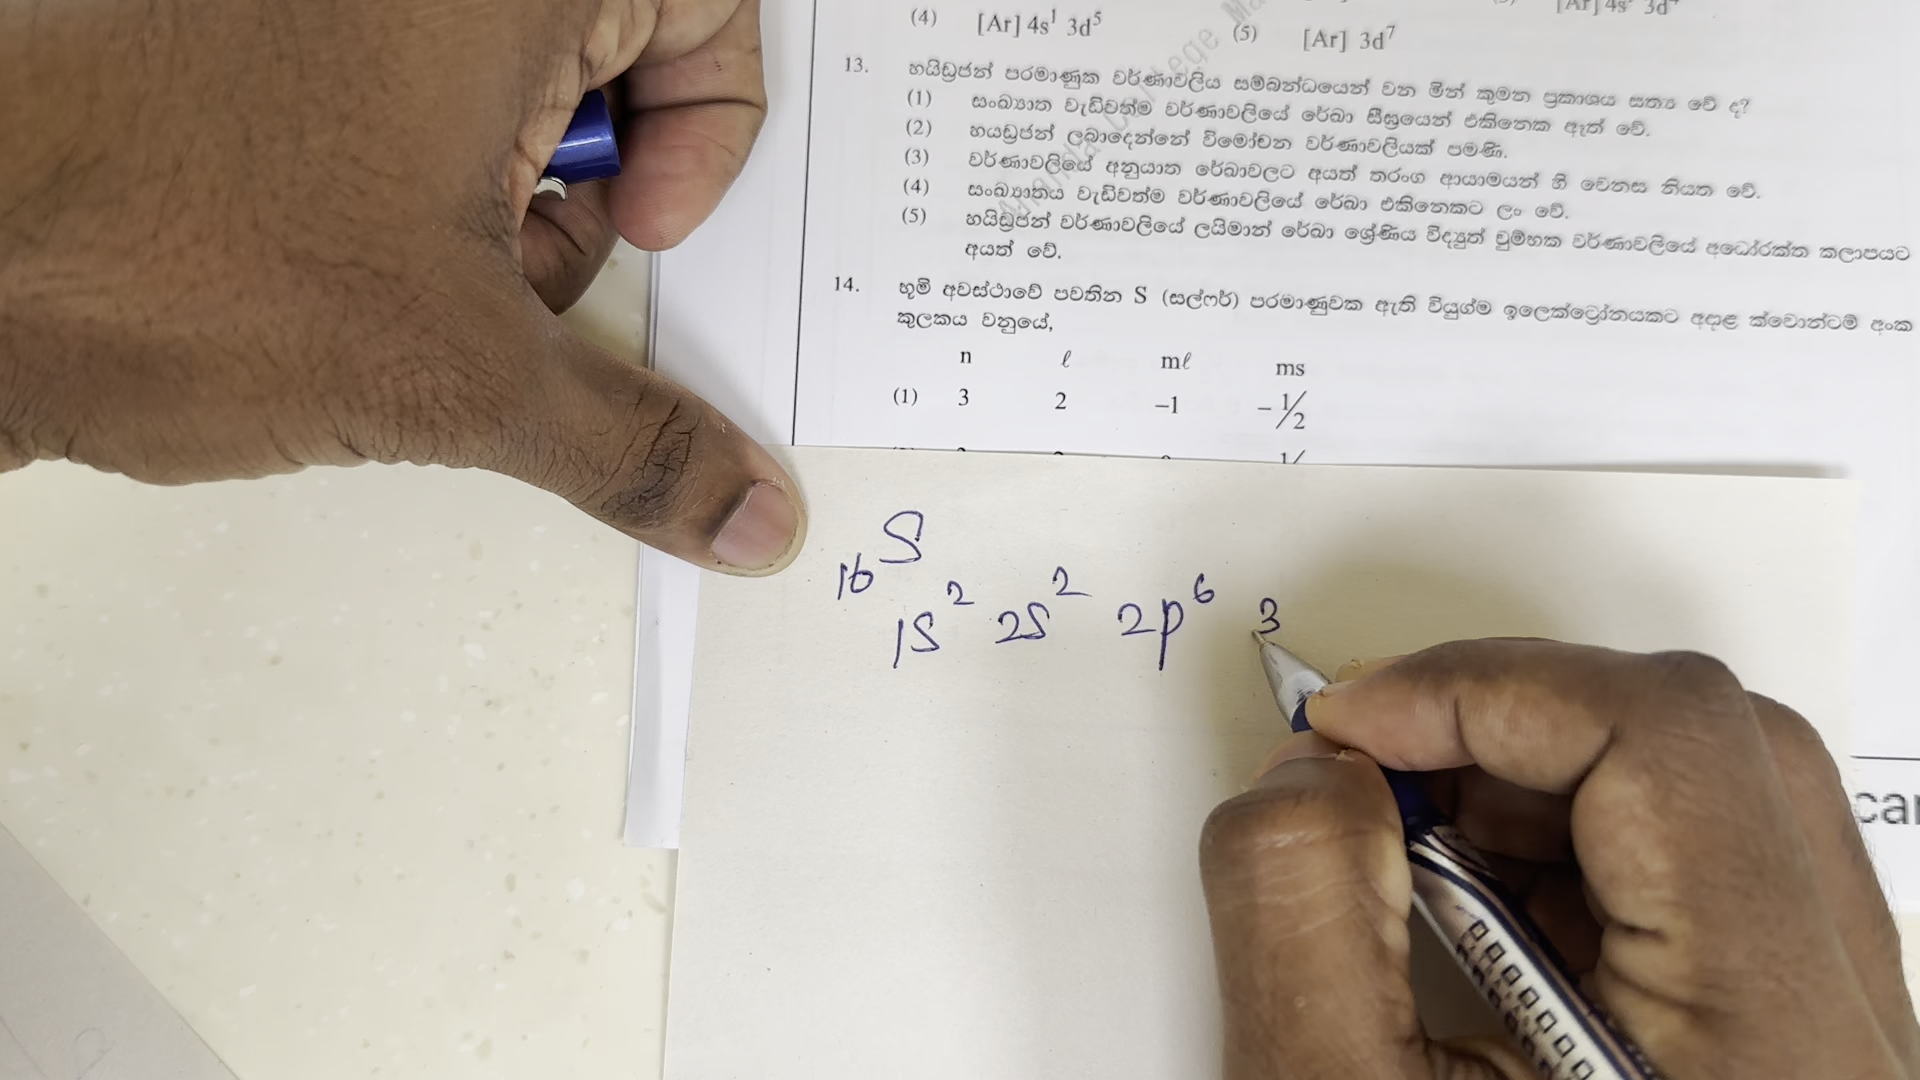 (4) [Ar] 4s¹ 3d⁵ (5) [Ar] 3d⁷
13. හයිඩ්‍රජන් පරමාණුක වර්ණාවලිය සම්බන්ධයෙන් වන මින් කුමන ප්‍රකාශය සත්‍ය වේ ද?
(1) සංඛ්‍යාත වැඩිවත්ම වර්ණාවලියේ රේඛා සීඝ්‍රයෙන් එකිනෙක ඈත් වේ.
(2) හයඩ්‍රජන් ලබාදෙන්නේ විමෝචන වර්ණාවලියක් පමණි.
(3) වර්ණාවලියේ අනුයාත රේඛාවලට අයත් තරංග ආයාමයන් හි වෙනස නියත වේ.
(4) සංඛ්‍යාතය වැඩිවත්ම වර්ණාවලියේ රේඛා එකිනෙකට ලං වේ.
(5) හයිඩ්‍රජන් වර්ණාවලියේ ලයිමාන් රේඛා ශ්‍රේණිය විද්‍යුත් චුම්භක වර්ණාවලියේ අධෝරක්ත කලාපයට
අයත් වේ.
14. භූමි අවස්ථාවේ පවතින S (සල්ෆර්) පරමාණුවක ඇති වියුග්ම ඉලෙක්ට්‍රෝනයකට අදාළ ක්වොන්ටම් අංක
කුලකය වනුයේ,
n ℓ mℓ ms
(1) 3 2 –1 – 1/2
16S
1s² 2s² 2p⁶ 3